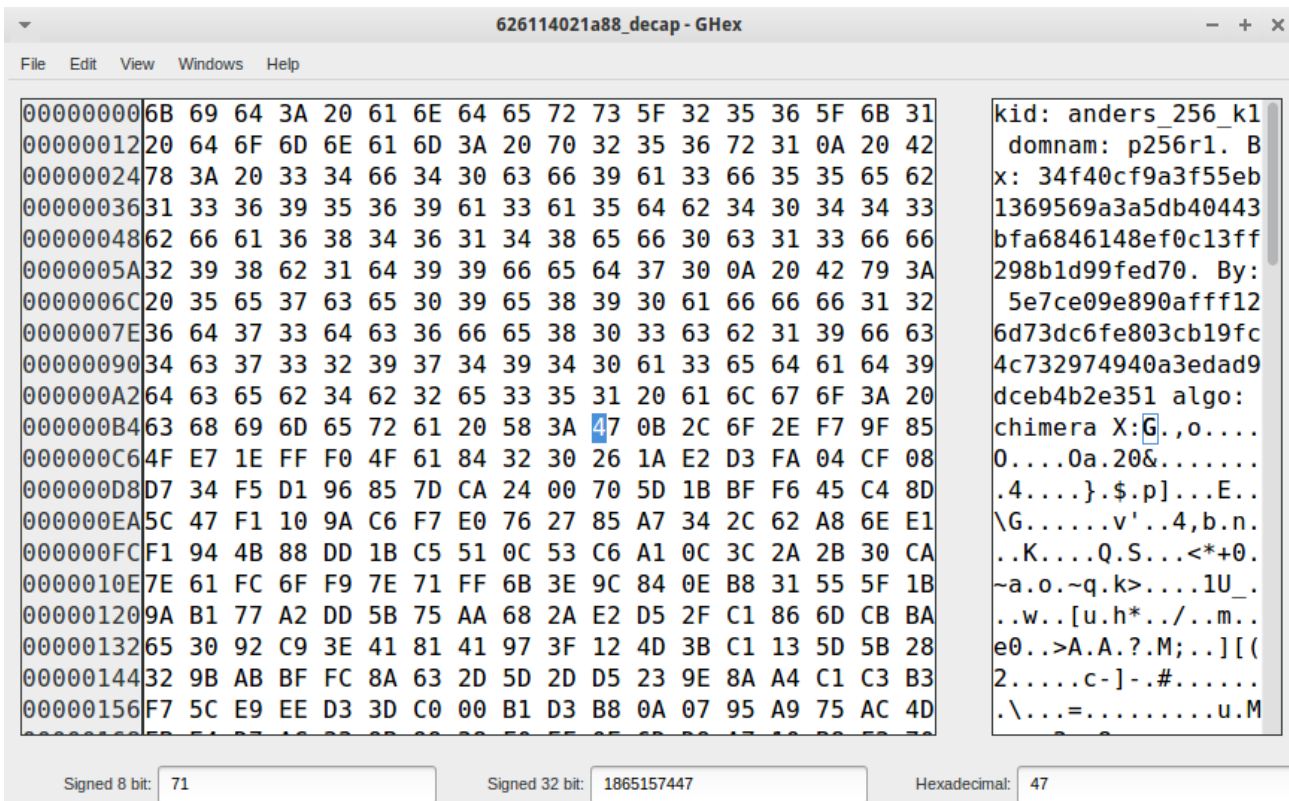 626114021a88_decap - GHex
File Edit View Windows Help
00000000 6B 69 64 3A 20 61 6E 64 65 72 73 5F 32 35 36 5F 6B 31 kid: anders_256_k1
00000012 20 64 6F 6D 6E 61 6D 3A 20 70 32 35 36 72 31 0A 20 42 domnam: p256r1. B
00000024 78 3A 20 33 34 66 34 30 63 66 39 61 33 66 35 35 65 62 x: 34f40cf9a3f55eb
00000036 31 33 36 39 35 36 39 61 33 61 35 64 62 34 30 34 34 33 1369569a3a5db40443
00000048 62 66 61 36 38 34 36 31 34 38 65 66 30 63 31 33 66 66 bfa6846148ef0c13ff
0000005A 32 39 38 62 31 64 39 39 66 65 64 37 30 0A 20 42 79 3A 298b1d99fed70. By:
0000006C 20 35 65 37 63 65 30 39 65 38 39 30 61 66 66 66 31 32 5e7ce09e890afff12
0000007E 36 64 37 33 64 63 36 66 65 38 30 33 63 62 31 39 66 63 6d73dc6fe803cb19fc
00000090 34 63 37 33 32 39 37 34 39 34 30 61 33 65 64 61 64 39 4c732974940a3edad9
000000A2 64 63 65 62 34 62 32 65 33 35 31 20 61 6C 67 6F 3A 20 dceb4b2e351 algo:
000000B4 63 68 69 6D 65 72 61 20 58 3A 47 0B 2C 6F 2E F7 9F 85 chimera X:G.,o....
000000C6 4F E7 1E FF F0 4F 61 84 32 30 26 1A E2 D3 FA 04 CF 08 O....Oa.20&.......
000000D8 D7 34 F5 D1 96 85 7D CA 24 00 70 5D 1B BF F6 45 C4 8D .4....}.$.p]...E..
000000EA 5C 47 F1 10 9A C6 F7 E0 76 27 85 A7 34 2C 62 A8 6E E1 \G......v'..4,b.n.
000000FC F1 94 4B 88 DD 1B C5 51 0C 53 C6 A1 0C 3C 2A 2B 30 CA ..K....Q.S...<*+0.
0000010E 7E 61 FC 6F F9 7E 71 FF 6B 3E 9C 84 0E B8 31 55 5F 1B ~a.o.~q.k>....1U_.
00000120 9A B1 77 A2 DD 5B 75 AA 68 2A E2 D5 2F C1 86 6D CB BA ..w..[u.h*../..m..
00000132 65 30 92 C9 3E 41 81 41 97 3F 12 4D 3B C1 13 5D 5B 28 e0..>A.A.?.M;..][(
00000144 32 9B AB BF FC 8A 63 2D 5D 2D D5 23 9E 8A A4 C1 C3 B3 2.....c-]-.#......
00000156 F7 5C E9 EE D3 3D C0 00 B1 D3 B8 0A 07 95 A9 75 AC 4D .\...=.........u.M
Signed 8 bit: 71 Signed 32 bit: 1865157447 Hexadecimal: 47